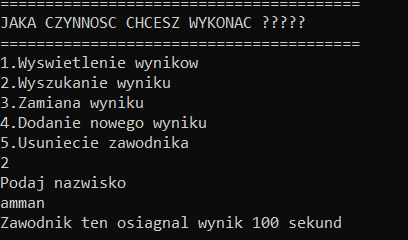 ========================================
JAKA CZYNNOSC CHCESZ WYKONAC ?????
========================================
1.Wyswietlenie wynikow
2.Wyszukanie wyniku
3.Zamiana wyniku
4.Dodanie nowego wyniku
5.Usuniecie zawodnika
2
Podaj nazwisko
amman
Zawodnik ten osiagnal wynik 100 sekund